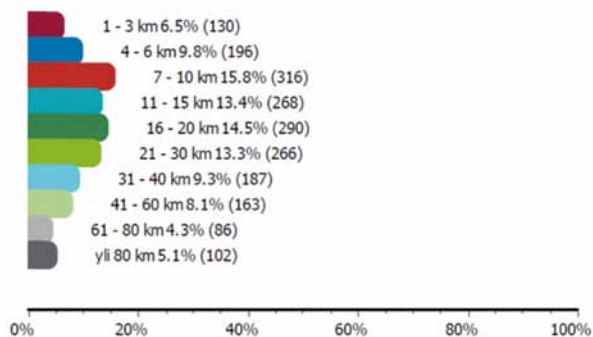 1 - 3 km 6.5% (130)
4 - 6 km 9.8% (196)
7 - 10 km 15.8% (316)
11 - 15 km 13.4% (268)
16 - 20 km 14.5% (290)
21 - 30 km 13.3% (266)
31 - 40 km 9.3% (187)
41 - 60 km 8.1% (163)
61 - 80 km 4.3% (86)
yli 80 km 5.1% (102)
0% 20% 40% 60% 80% 100%